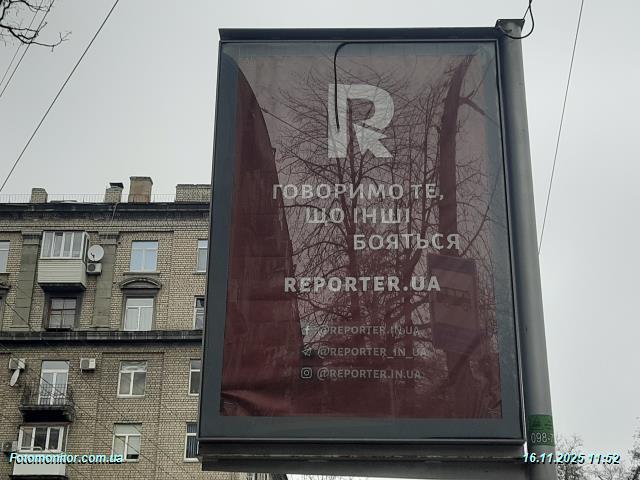 R
ГОВОРИМО ТЕ,
ЩО ІНШІ
БОЯТЬСЯ
REPORTER.UA
f @REPORTER.IN.UA
@REPORTER_IN_UA
@REPORTER.IN.UA
098-
Fotomonitor.com.ua
16.11.2025 11:52